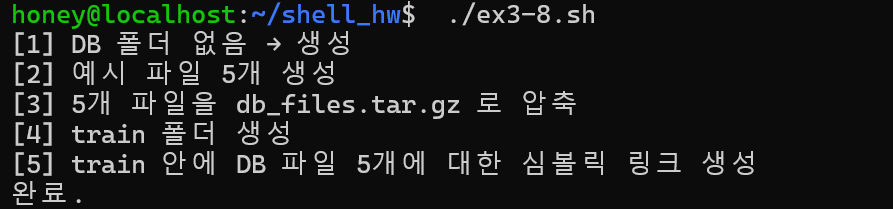 honey@localhost:~/shell_hw$  ./ex3-8.sh
[1] DB 폴더 없음 → 생성
[2] 예시 파일 5개 생성
[3] 5개 파일을 db_files.tar.gz 로 압축
[4] train 폴더 생성
[5] train 안에 DB 파일 5개에 대한 심볼릭 링크 생성
완료.